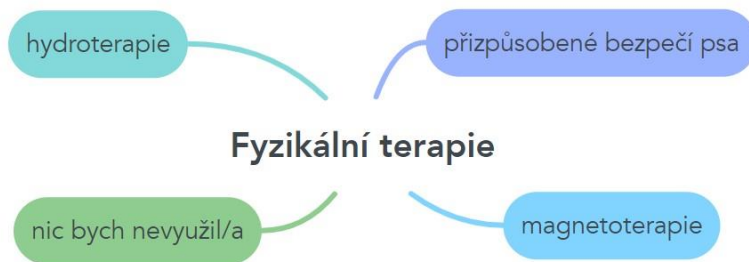 hydroterapie
přizpůsobené bezpečí psa
Fyzikální terapie
nic bych nevyužil/a
magnetoterapie